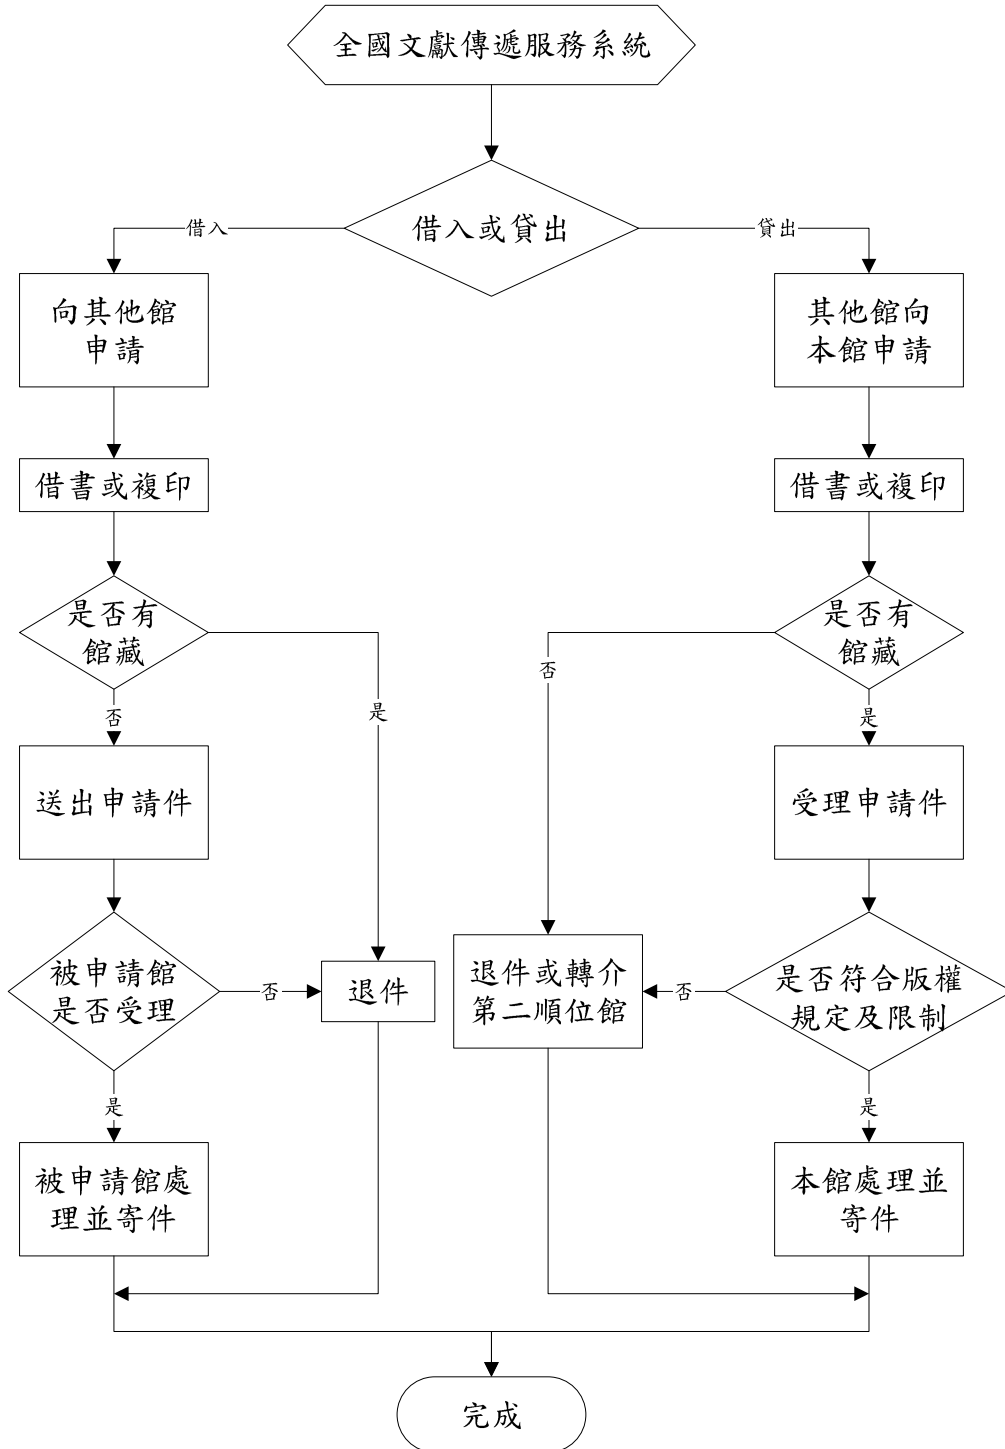 全國文獻傳遞服務系統
借入或貸出
借入
貸出
向其他館
申請
其他館向
本館申請
借書或複印
借書或複印
是否有
館藏
是否有
館藏
否
是
否
是
送出申請件
受理申請件
被申請館
是否受理
否
退件
退件或轉介
第二順位館
否
是否符合版權
規定及限制
是
是
被申請館處
理並寄件
本館處理並
寄件
完成